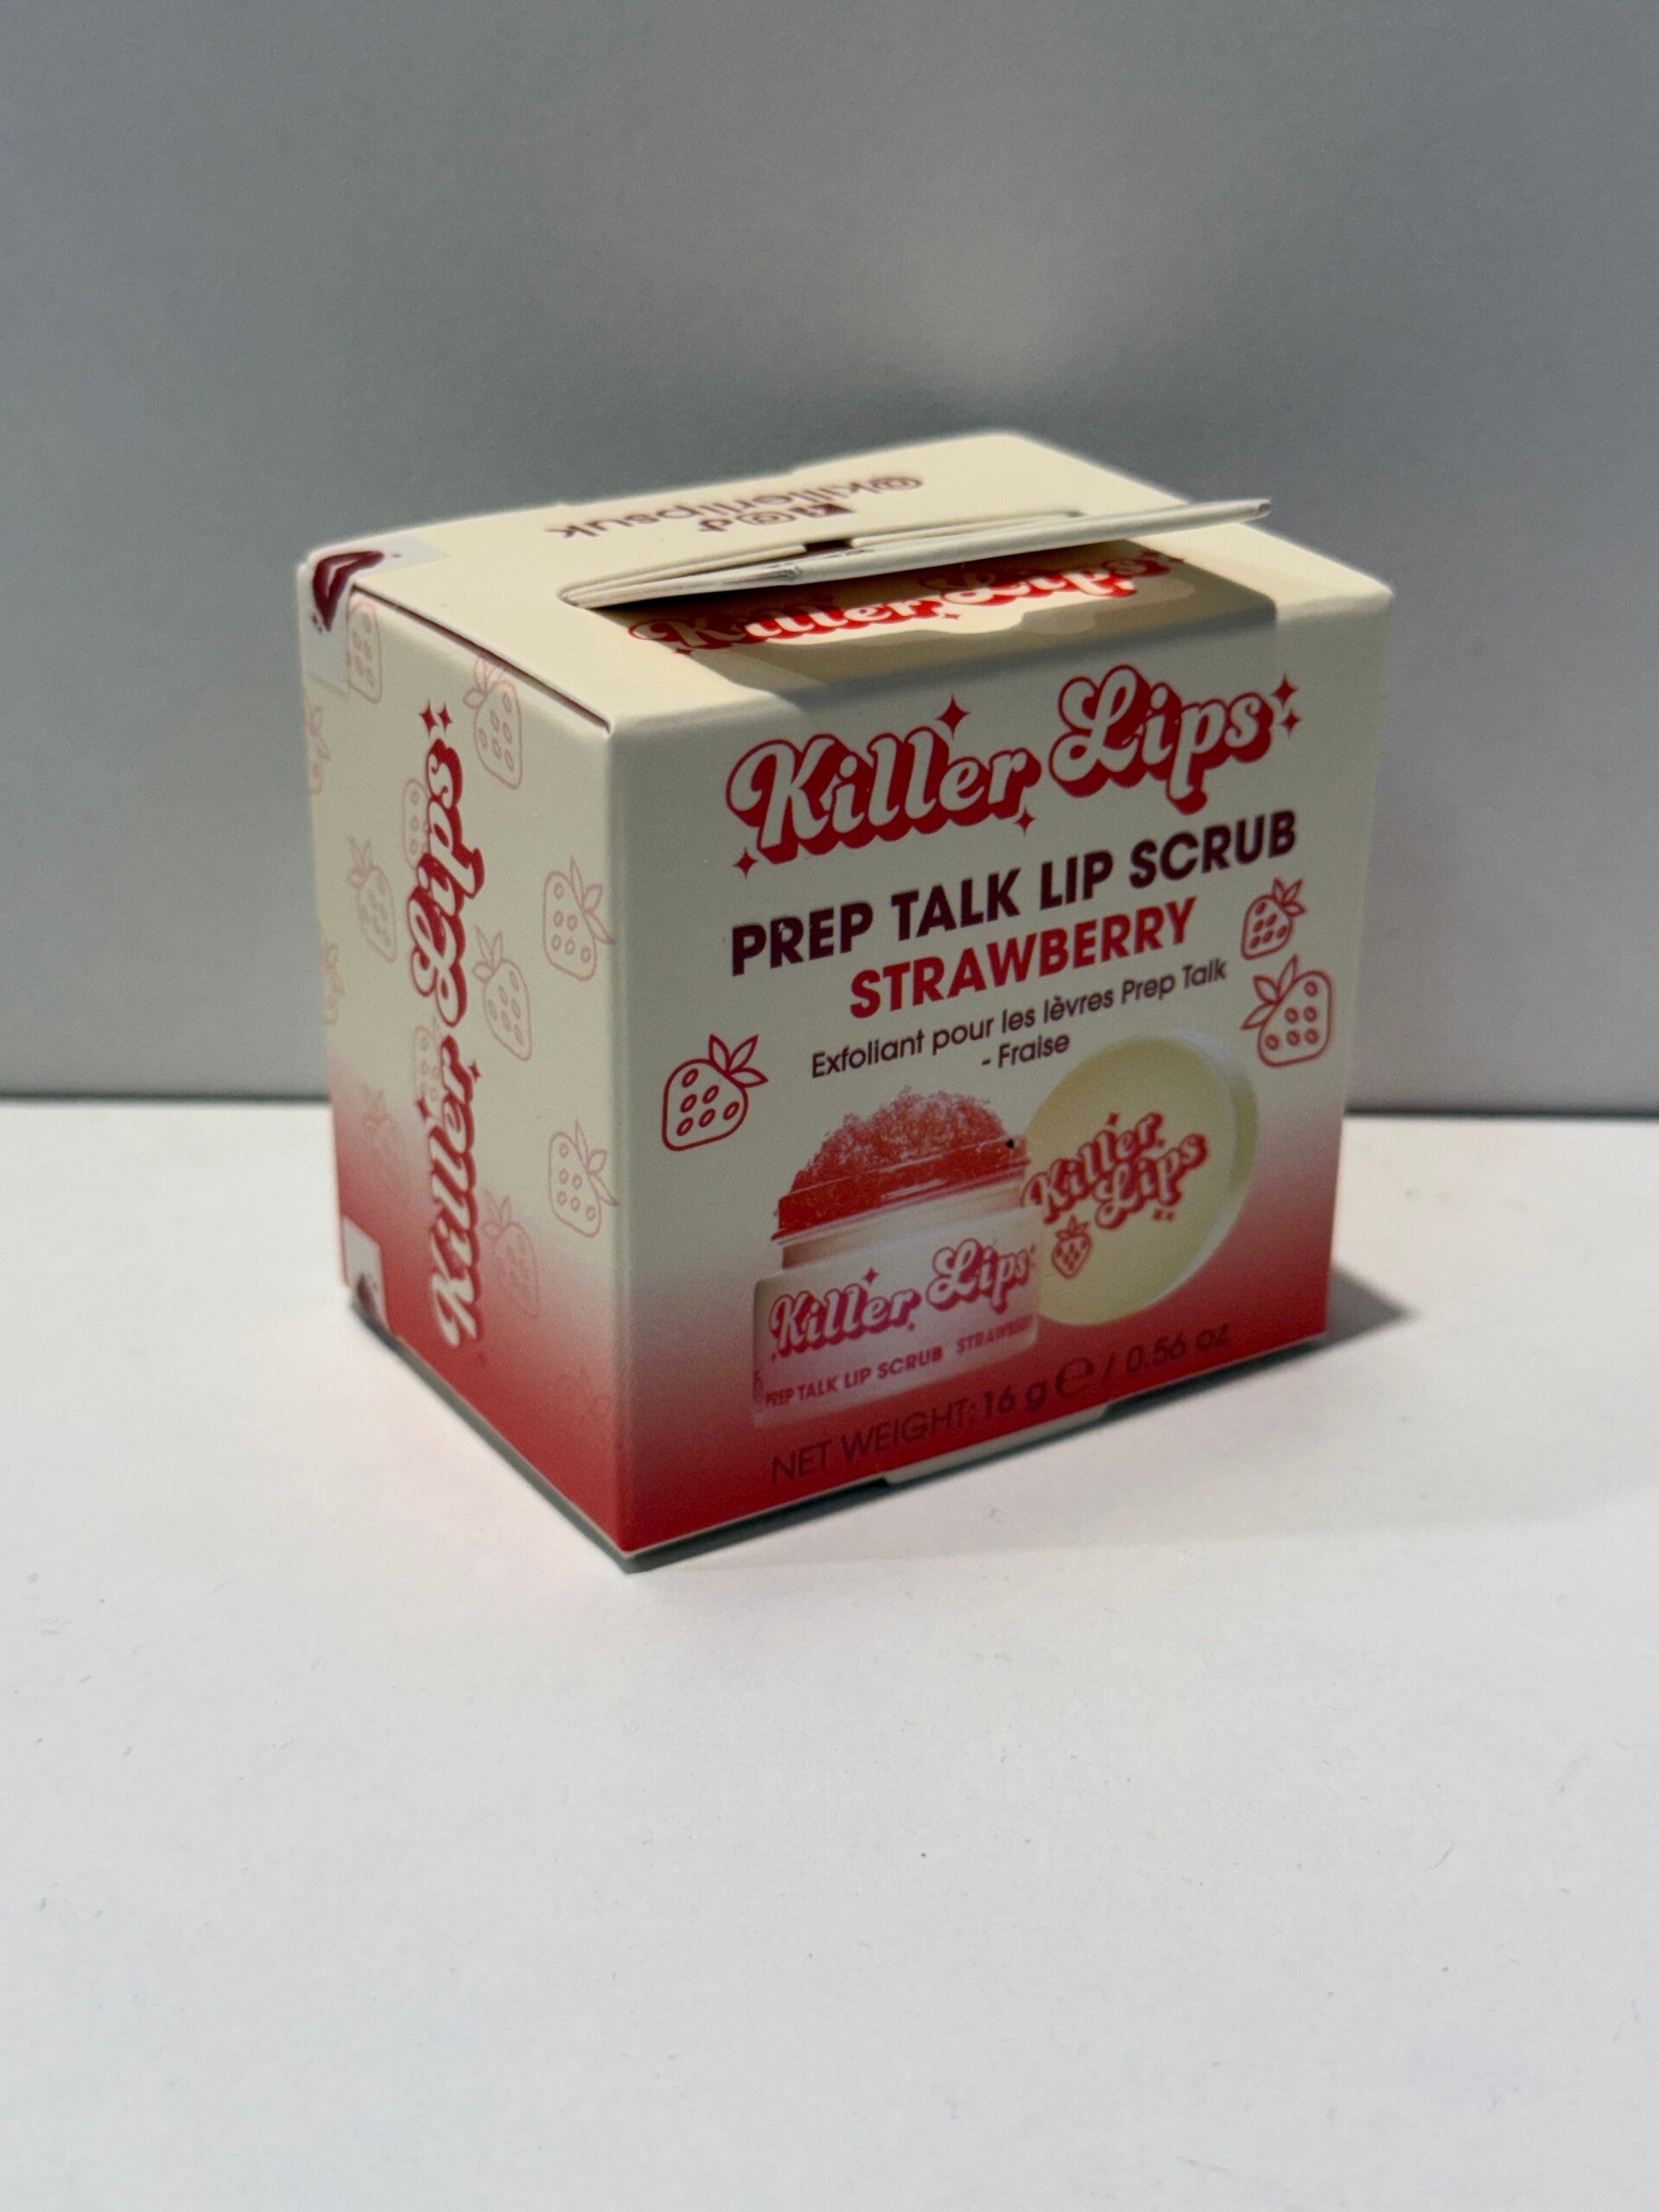 @killerlipsuk
Killer Lips
Killer Lips
Killer Lips
PREP TALK LIP SCRUB
STRAWBERRY
Exfoliant pour les lèvres Prep Talk
- Fraise
Killer
Lips
Killer Lips
PREP TALK LIP SCRUB STRAWBERRY
NET WEIGHT: 16 g ℮ / 0.56 oz